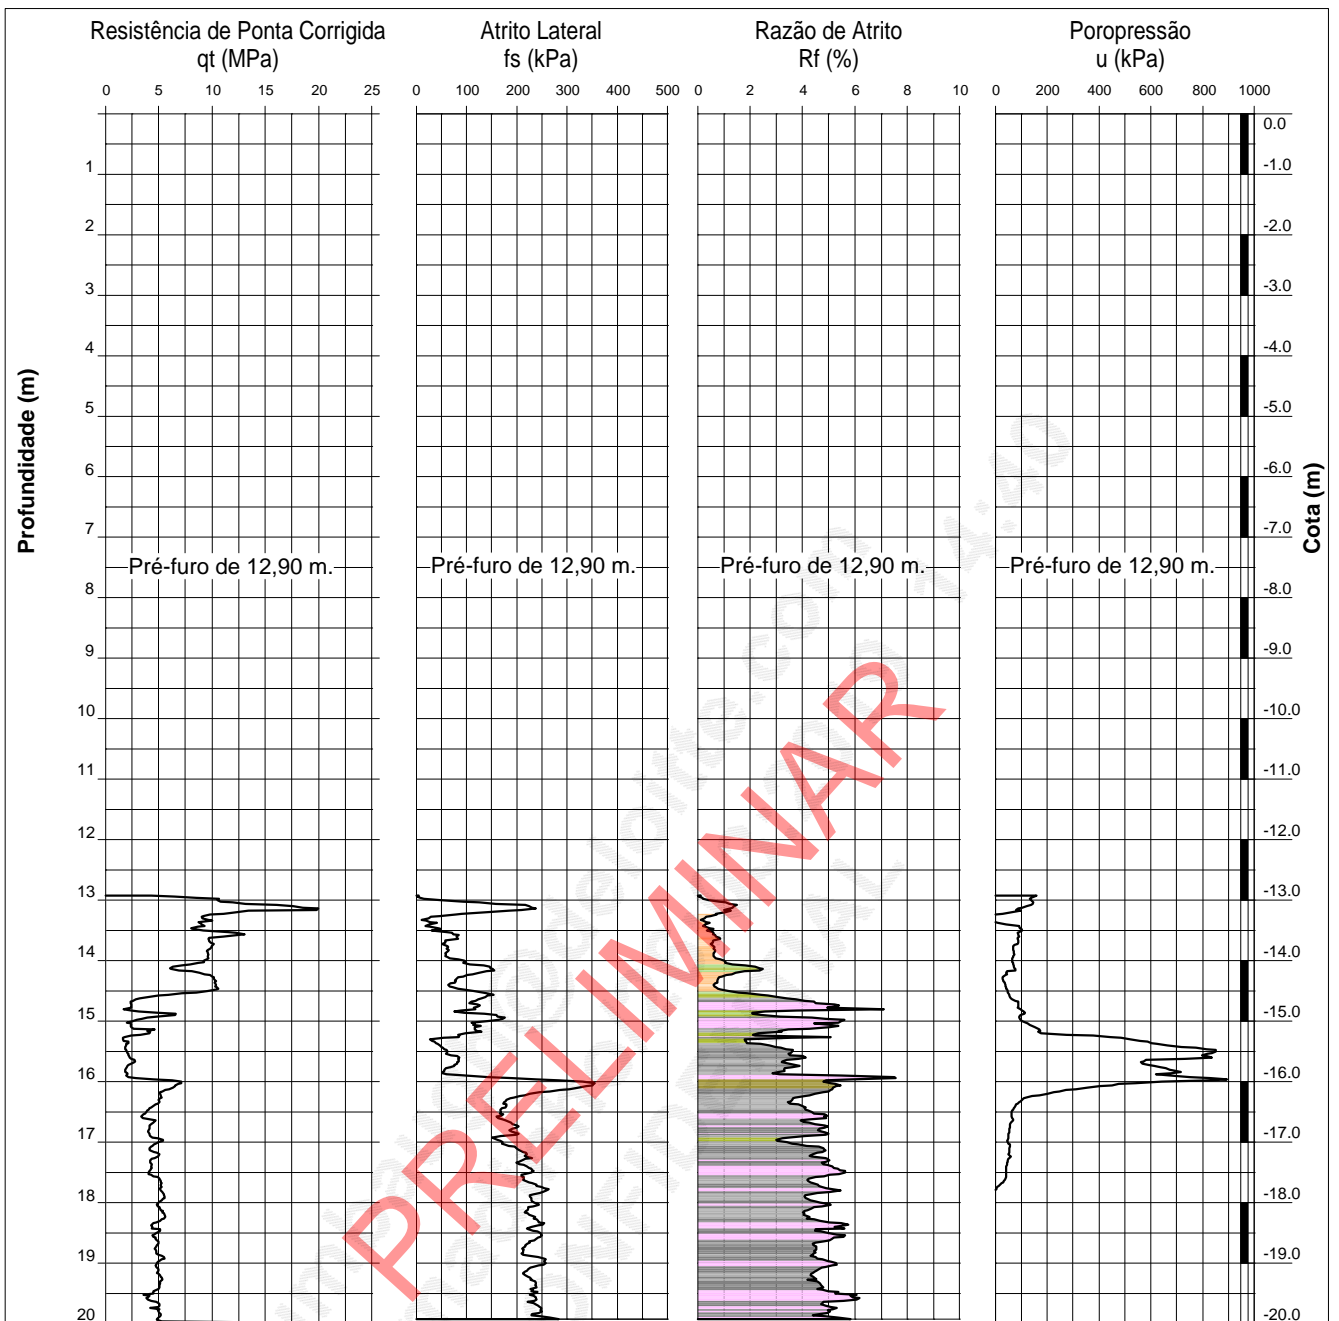 Resistência de Ponta Corrigida
qt (MPa)
Atrito Lateral
fs (kPa)
Razão de Atrito
Rf (%)
Poropressão
u (kPa)
0 5 10 15 20 25
0 100 200 300 400 500
0 2 4 6 8 10
0 200 400 600 800 1000
Profundidade (m)
1
2
3
4
5
6
7
8
9
10
11
12
13
14
15
16
17
18
19
20
Pré-furo de 12,90 m.
Pré-furo de 12,90 m.
Pré-furo de 12,90 m.
Pré-furo de 12,90 m.
0.0
-1.0
-2.0
-3.0
-4.0
-5.0
-6.0
-7.0
-8.0
-9.0
-10.0
-11.0
-12.0
-13.0
-14.0
-15.0
-16.0
-17.0
-18.0
-19.0
-20.0
Cota (m)
PRELIMINAR
@deloitte.com
14:40